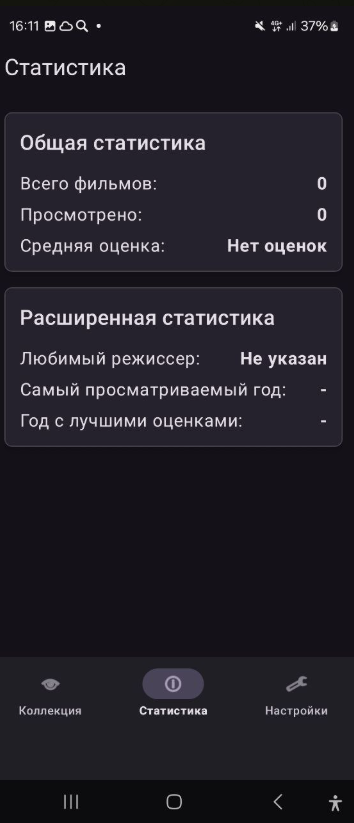 16:11 4G+ 37%
Статистика
Общая статистика
Всего фильмов: 0
Просмотрено: 0
Средняя оценка: Нет оценок
Расширенная статистика
Любимый режиссер: Не указан
Самый просматриваемый год: -
Год с лучшими оценками: -
Коллекция Статистика Настройки